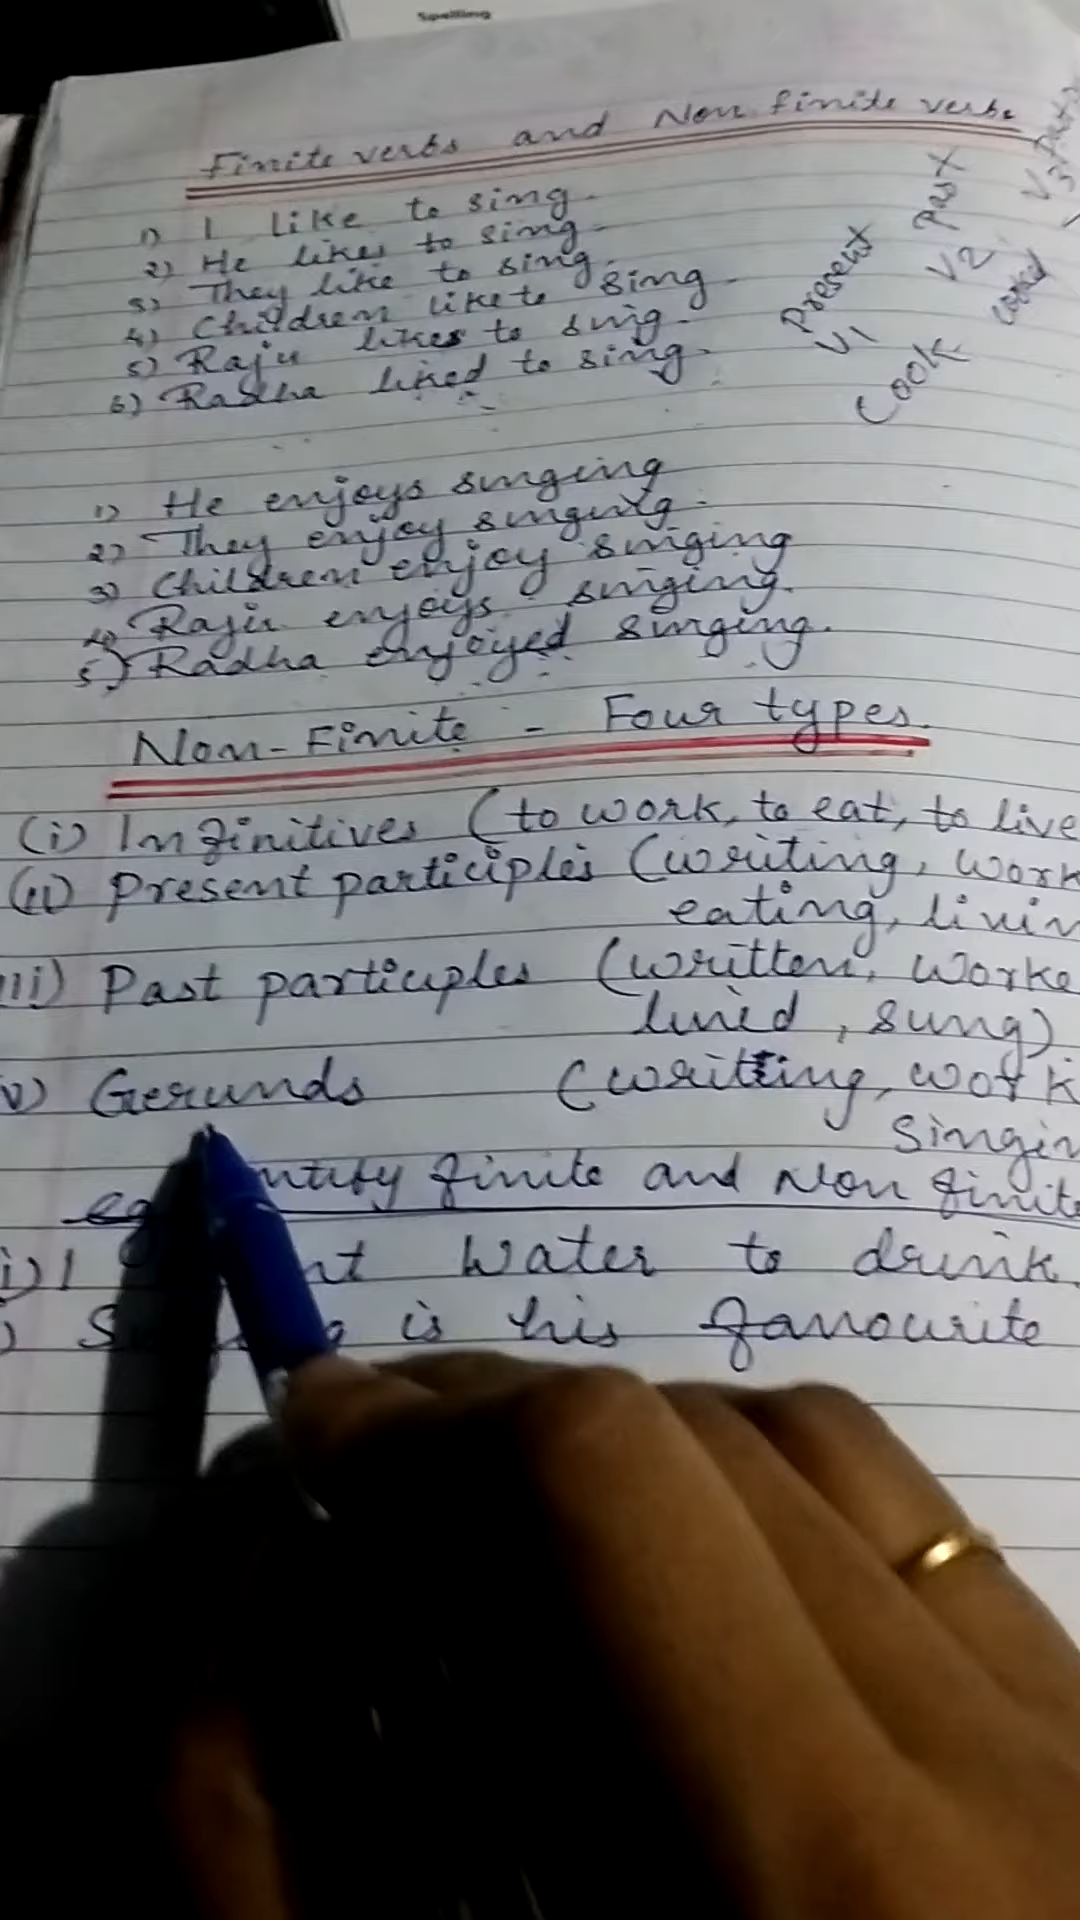 Spelling
Finite verbs and Non finite verbs
1) I like to sing.
2) He likes to sing.
3) They like to sing.
4) Children like to sing.
5) Raju likes to sing.
6) Radha liked to sing.
Present Past
V1 V2 V3
Cook cooked
1) He enjoys singing
2) They enjoy singing.
3) Children enjoy singing
4) Raju enjoys singing.
5) Radha enjoyed singing.
Non-Finite - Four types.
(i) Infinitives (to work, to eat, to live
(ii) Present participles (writing, work
eating, livin
iii) Past participles (written, worke
lived, sung)
v) Gerunds (writing, work
singin
eg ntify finite and Non finite
i) I nt water to drink.
) S is his favourite